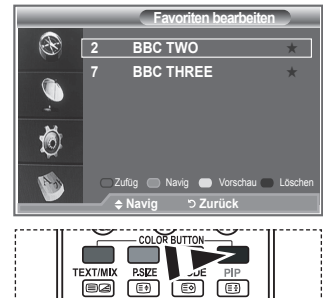 Favoriten bearbeiten
2 BBC TWO ★
7 BBC THREE ★
Zufüg Navig Vorschau Löschen
Navig Zurück
COLOR BUTTON
TEXT/MIX P.SIZE PIP